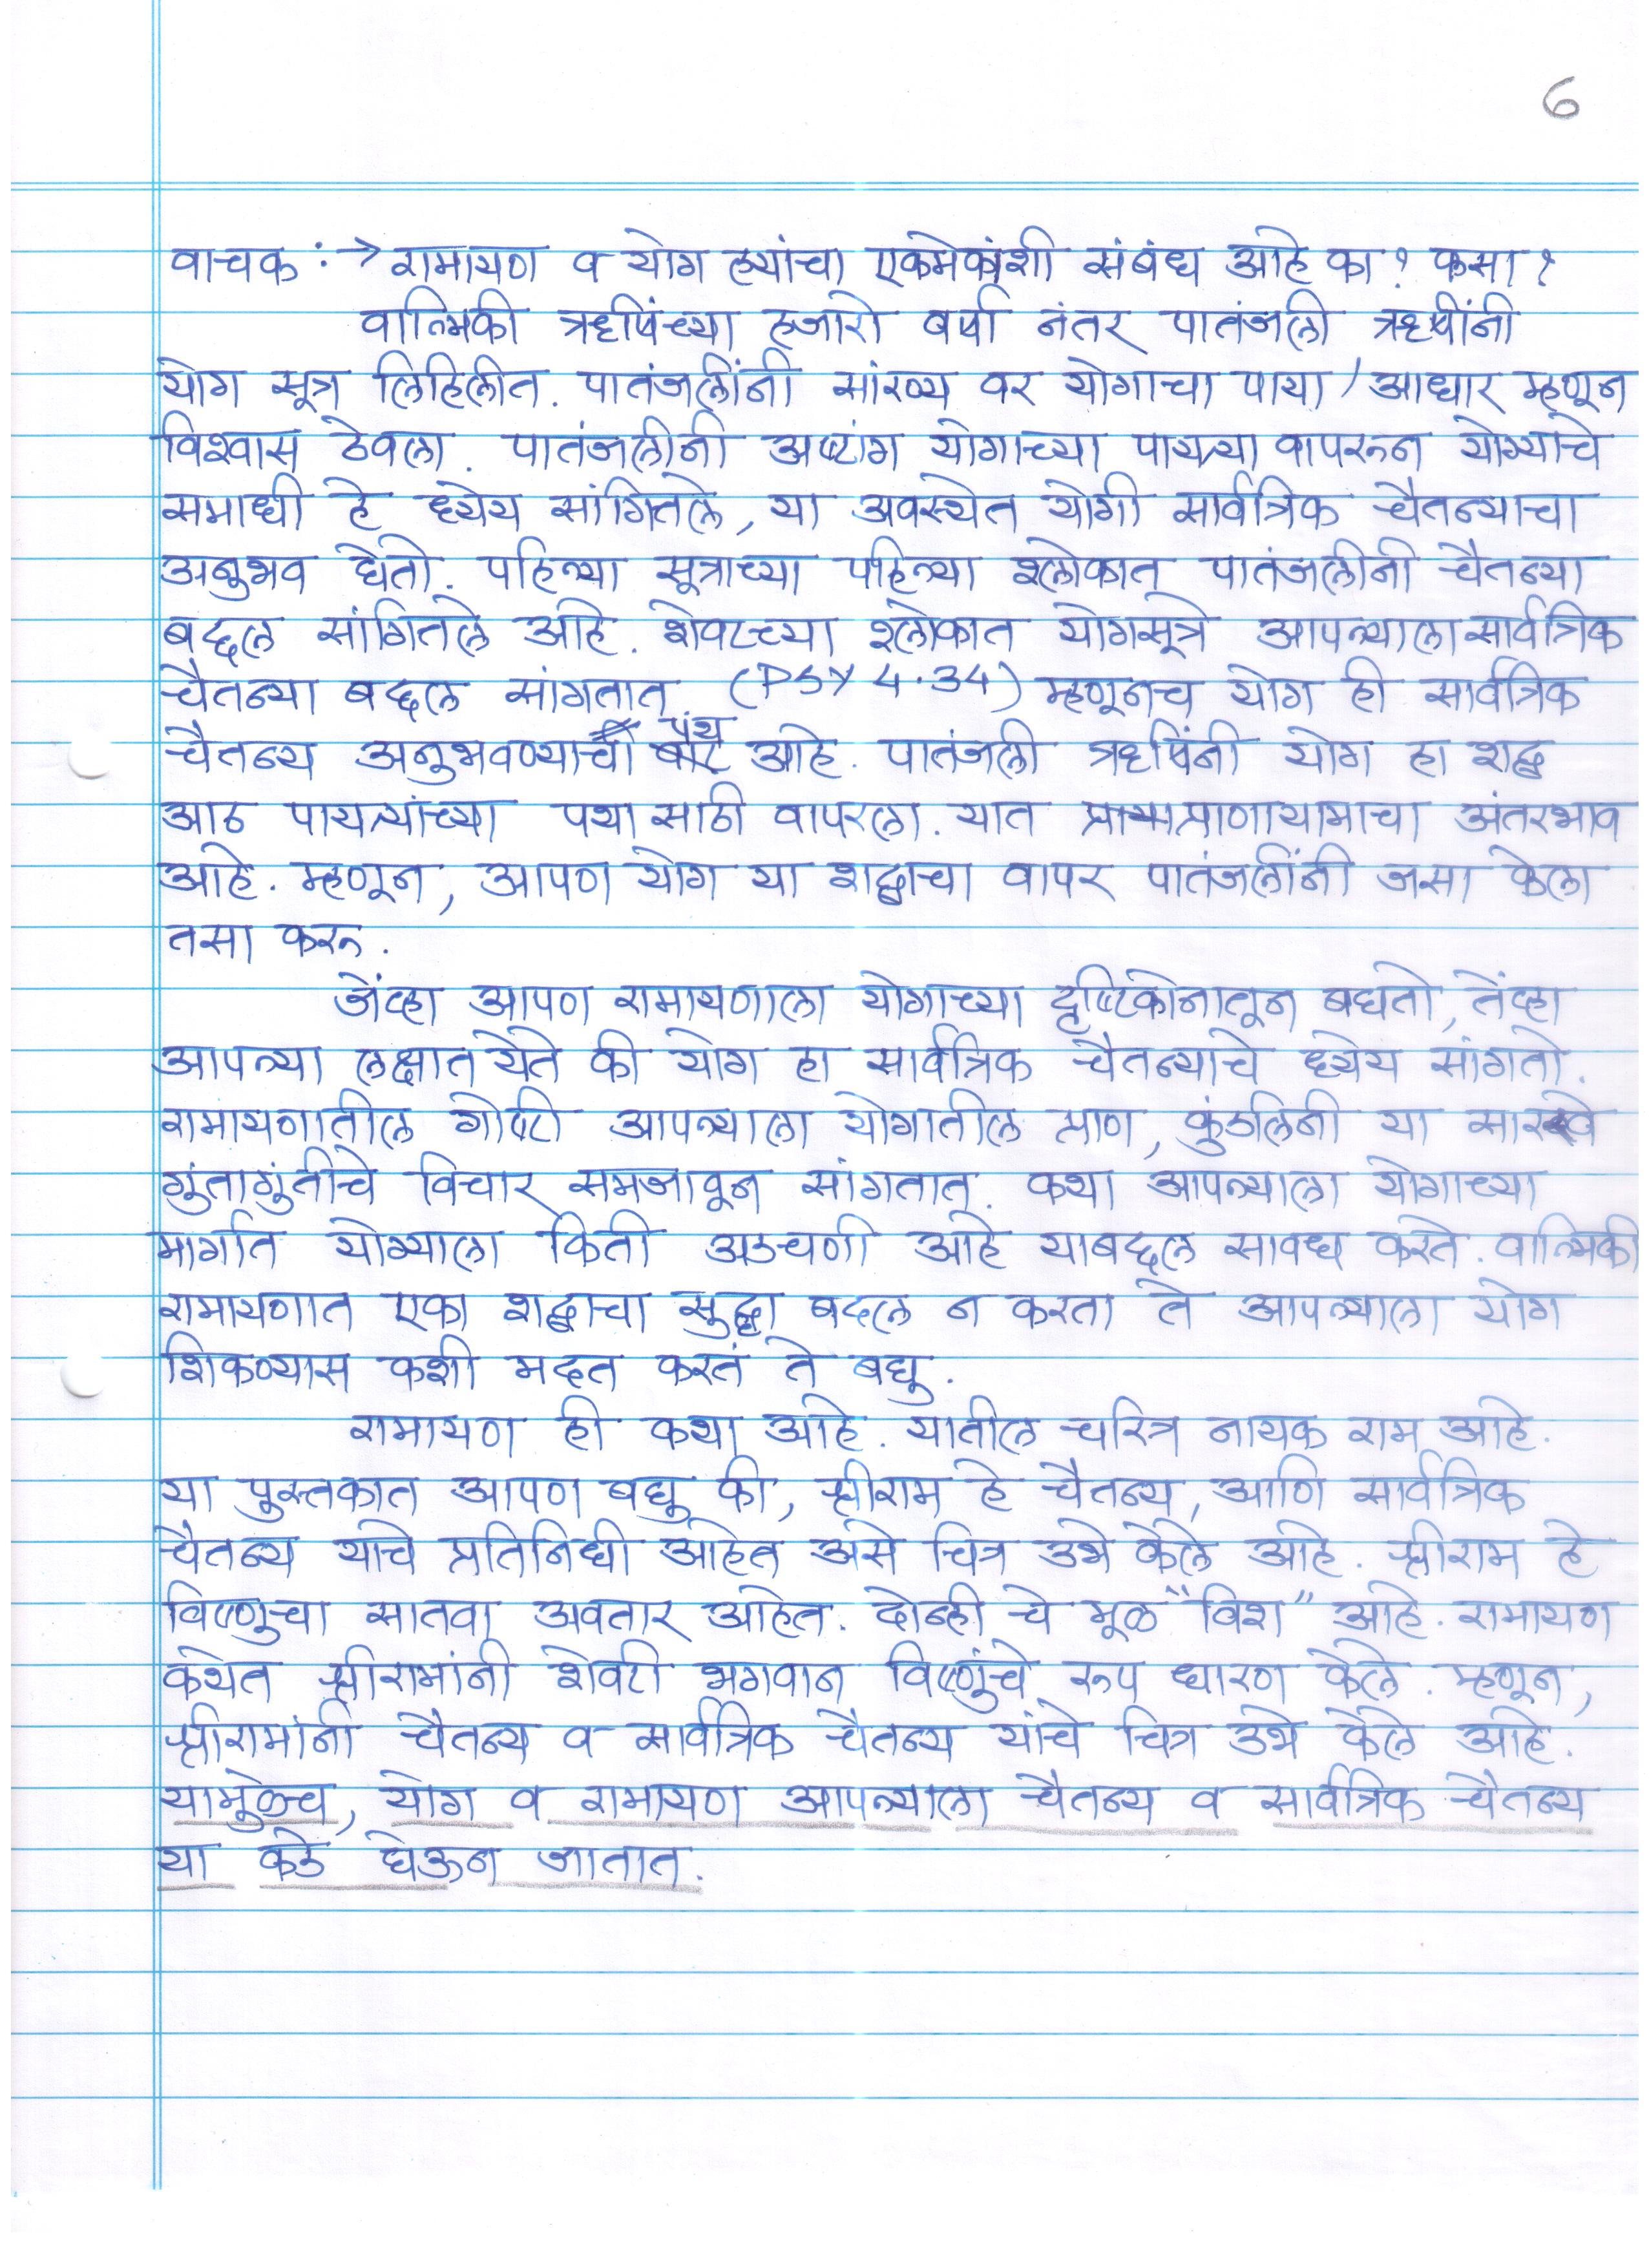 6
वाचक :→ रामायण व योग ह्यांचा एकमेकांशी संबंध आहे का? कसा?
वाल्मिकी ऋषिंच्या हजारो वर्षा नंतर पातंजली ऋषींनी
योग सूत्र लिहिलीत. पातंजलींनी सांख्य वर योगाचा पाया / आधार म्हणून
विश्वास ठेवला. पातंजलीनी अष्टांग योगाच्या पायऱ्या वापरून योग्याचे
समाधी हे ध्येय सांगितले, या अवस्थेत योगी सार्वत्रिक चैतन्याचा
अनुभव घेतो. पहिल्या सूत्राच्या पहिल्या श्लोकात पातंजलीनी चैतन्या
बद्दल सांगितले आहे. शेवटच्या श्लोकात योगसूत्रे आपल्याला सार्वत्रिक
चैतन्या बद्दल सांगतात (PSY 4.34) म्हणूनच योग ही सार्वत्रिक
चैतन्य अनुभवण्याचा पंथ आहे. पातंजली ऋषिंनी योग हा शद्ब
आठ पायऱ्यांच्या पथा साठी वापरला. यात प्राणायामाचा अंतरभाव
आहे. म्हणून, आपण योग या शद्बाचा वापर पातंजलींनी जसा केला
तसा करू.
जेंव्हा आपण रामायणाला योगाच्या दृष्टिकोनातून बघतो, तेंव्हा
आपल्या लक्षात येते की योग हा सार्वत्रिक चैतन्याचे ध्येय सांगतो.
रामायणातील गोष्टी आपल्याला योगातील प्राण, कुंडलिनी या सारखे
गुंतागुंतीचे विचार समजावून सांगतात. कथा आपल्याला योगाच्या
मार्गात योग्याला किती अडचणी आहे याबद्दल सावध करते. वाल्मिकी
रामायणात एका शद्बाचा सुद्धा बदल न करता ते आपल्याला योग
शिकण्यास कशी मदत करतं ते बघु.
रामायण ही कथा आहे. यातील चरित्र नायक राम आहे.
या पुस्तकात आपण बघु की, श्रीराम हे चैतन्य, आणि सार्वत्रिक
चैतन्य याचे प्रतिनिधी आहेत असे चित्र उभे केले आहे. श्रीराम हे
विष्णुचा सातवा अवतार आहेत. दोन्ही चे मूळ "विश" आहे. रामायण
कथेत श्रीरामांनी शेवटी भगवान विष्णुंचे रूप धारण केले. म्हणून,
श्रीरामांनी चैतन्य व सार्वत्रिक चैतन्य यांचे चित्र उभे केले आहे.
यामुळेच, योग व रामायण आपल्याला चैतन्य व सार्वत्रिक चैतन्य
या कडे घेऊन जातात.